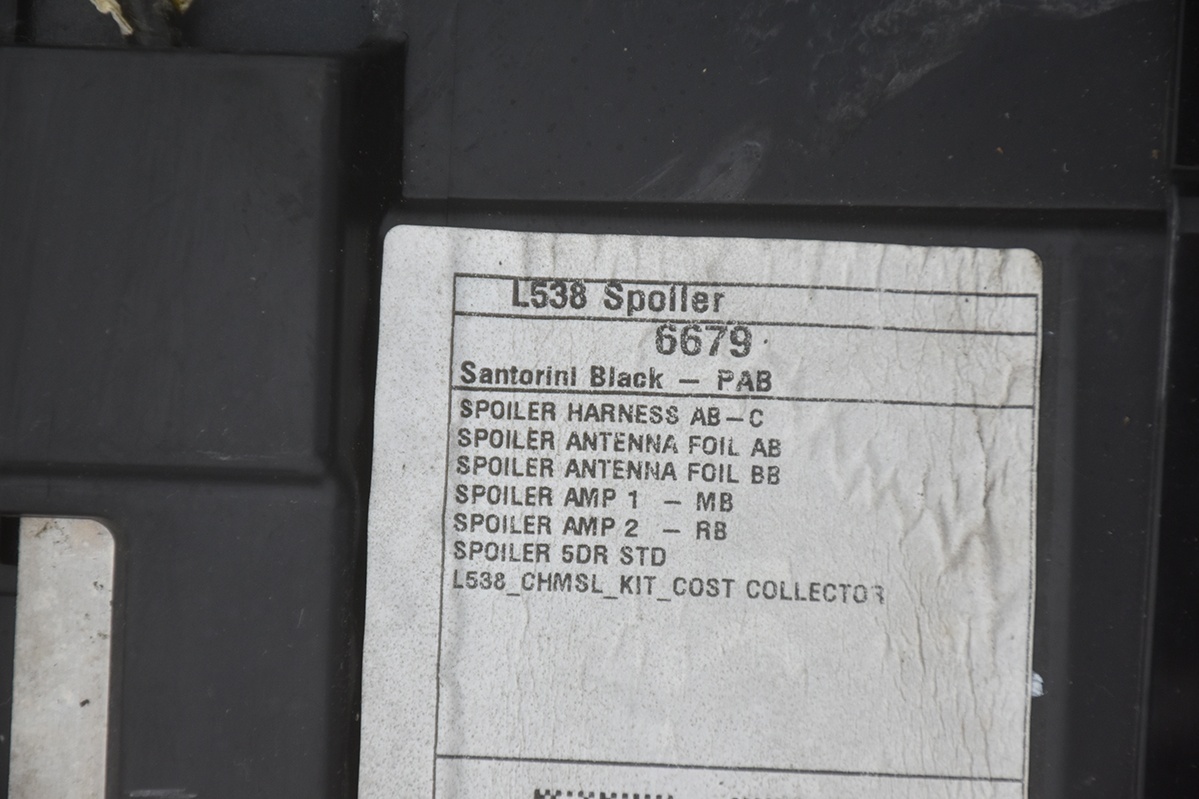 L538 Spoiler
6679
Santorini Black – PAB
SPOILER HARNESS AB–C
SPOILER ANTENNA FOIL AB
SPOILER ANTENNA FOIL BB
SPOILER AMP 1 – MB
SPOILER AMP 2 – RB
SPOILER 5DR STD
L538_CHMSL_KIT_COST COLLECTOR